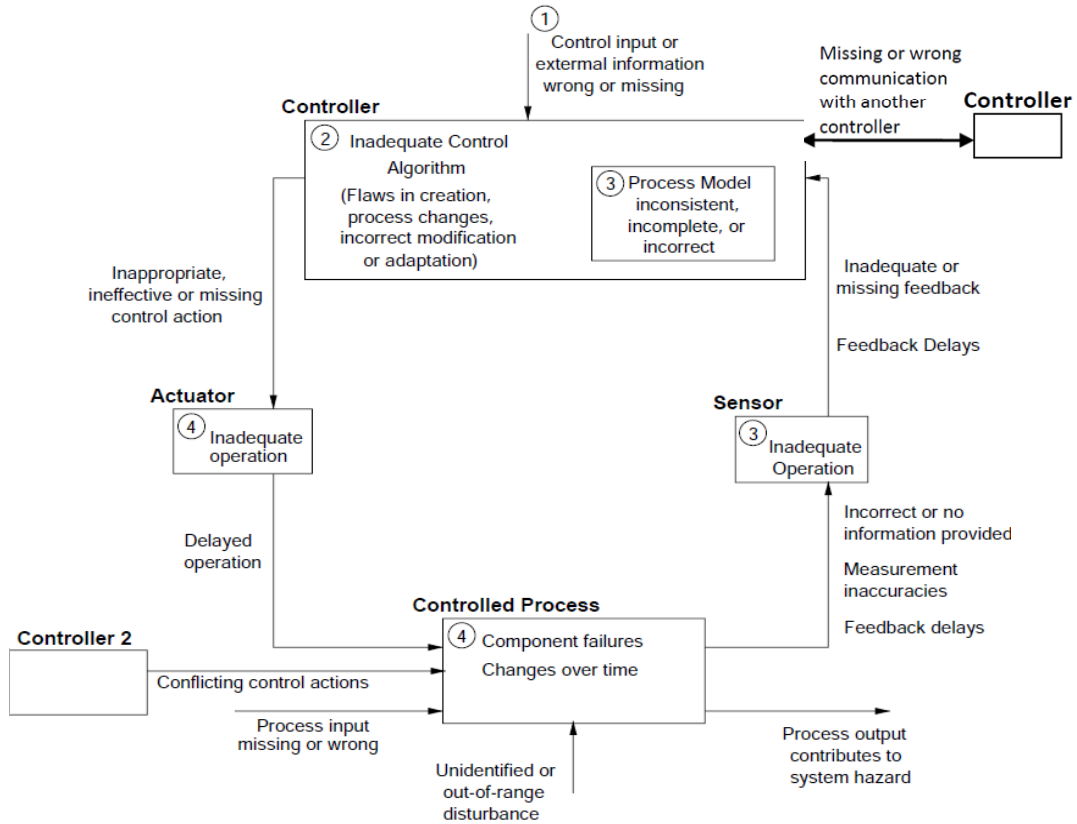 1
Control input or
external information
wrong or missing
Missing or wrong
communication
with another
controller
Controller
Controller
2
Inadequate Control
Algorithm
(Flaws in creation,
process changes,
incorrect modification
or adaptation)
3
Process Model
inconsistent,
incomplete, or
incorrect
Inappropriate,
ineffective or missing
control action
Inadequate or
missing feedback
Feedback Delays
Actuator
4
Inadequate
operation
Sensor
3
Inadequate
Operation
Delayed
operation
Incorrect or no
information provided
Measurement
inaccuracies
Feedback delays
Controlled Process
4
Component failures
Changes over time
Controller 2
Conflicting control actions
Process input
missing or wrong
Unidentified or
out-of-range
disturbance
Process output
contributes to
system hazard